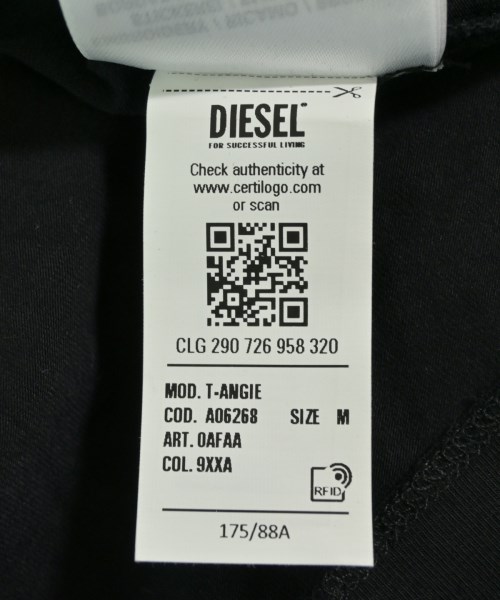 DIESEL
FOR SUCCESSFUL LIVING
Check authenticity at
www.certilogo.com
or scan
CLG 290 726 958 320
MOD. T-ANGIE
COD. A06268 SIZE M
ART. 0AFAA
COL. 9XXA
RFID
175/88A